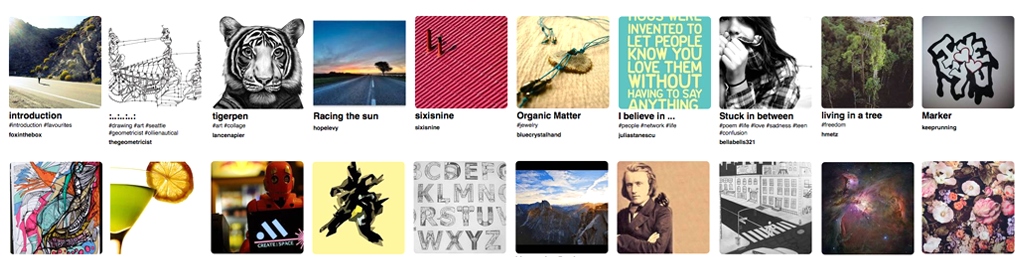 HUGS WERE
INVENTED TO
LET PEOPLE
KNOW YOU
LOVE THEM
WITHOUT
HAVING TO SAY
ANYTHING
introduction
#introduction #favourites
foxinthebox
:..:...:..:
#drawing #art #seattle
#geometricist #ollienautical
thegeometricist
tigerpen
#art #collage
lancenapier
Racing the sun
hopelevy
sixisnine
sixisnine
Organic Matter
#jewelry
bluecrystalhand
I believe in ...
#people #network #life
juliastanescu
Stuck in between
#poem #life #love #sadness #teen
#confusion
bellabells321
living in a tree
#freedom
hmetz
Marker
keeprunning
CREATE:SPACE
BCDEFG
KLMN
RSTUV
WXYZ